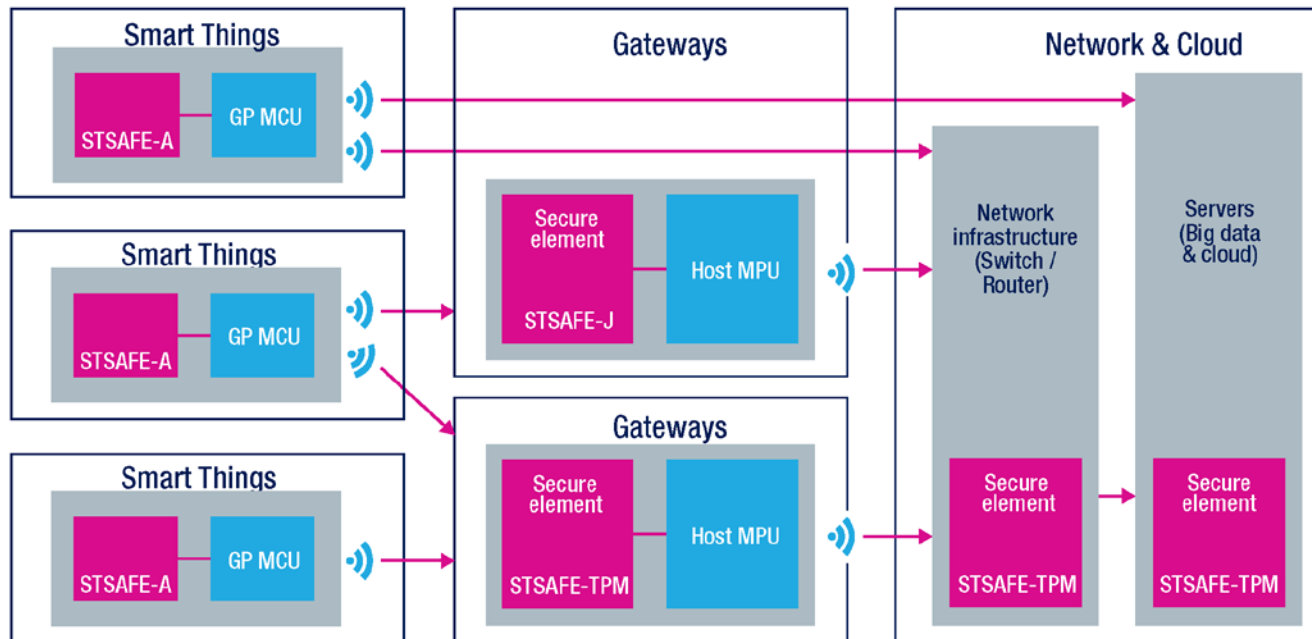 Smart Things
STSAFE-A
GP MCU
Smart Things
STSAFE-A
GP MCU
Smart Things
STSAFE-A
GP MCU
Gateways
Secure
element
STSAFE-J
Host MPU
Gateways
Secure
element
STSAFE-TPM
Host MPU
Network & Cloud
Network
infrastructure
(Switch /
Router)
Secure
element
STSAFE-TPM
Servers
(Big data
& cloud)
Secure
element
STSAFE-TPM